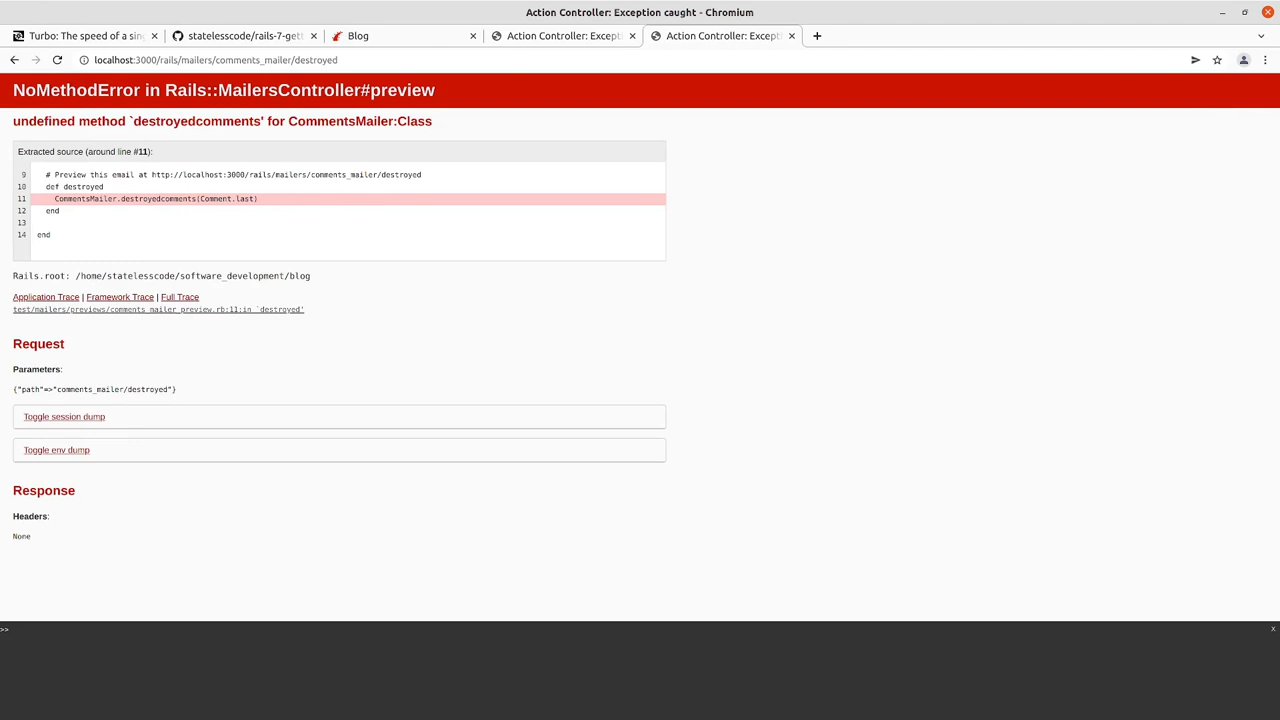 Action Controller: Exception caught - Chromium
Turbo: The speed of a sin
statelesscode/rails-7-gett
Blog
Action Controller: Except
Action Controller: Except
localhost:3000/rails/mailers/comments_mailer/destroyed
NoMethodError in Rails::MailersController#preview
undefined method `destroyedcomments' for CommentsMailer:Class
Extracted source (around line #11):
9 # Preview this email at http://localhost:3000/rails/mailers/comments_mailer/destroyed
10 def destroyed
11 CommentsMailer.destroyedcomments(Comment.last)
12 end
13
14 end
Rails.root: /home/statelesscode/software_development/blog
Application Trace | Framework Trace | Full Trace
test/mailers/previews/comments_mailer_preview.rb:11:in `destroyed'
Request
Parameters:
{"path"=>"comments_mailer/destroyed"}
Toggle session dump
Toggle env dump
Response
Headers:
None
>>
x